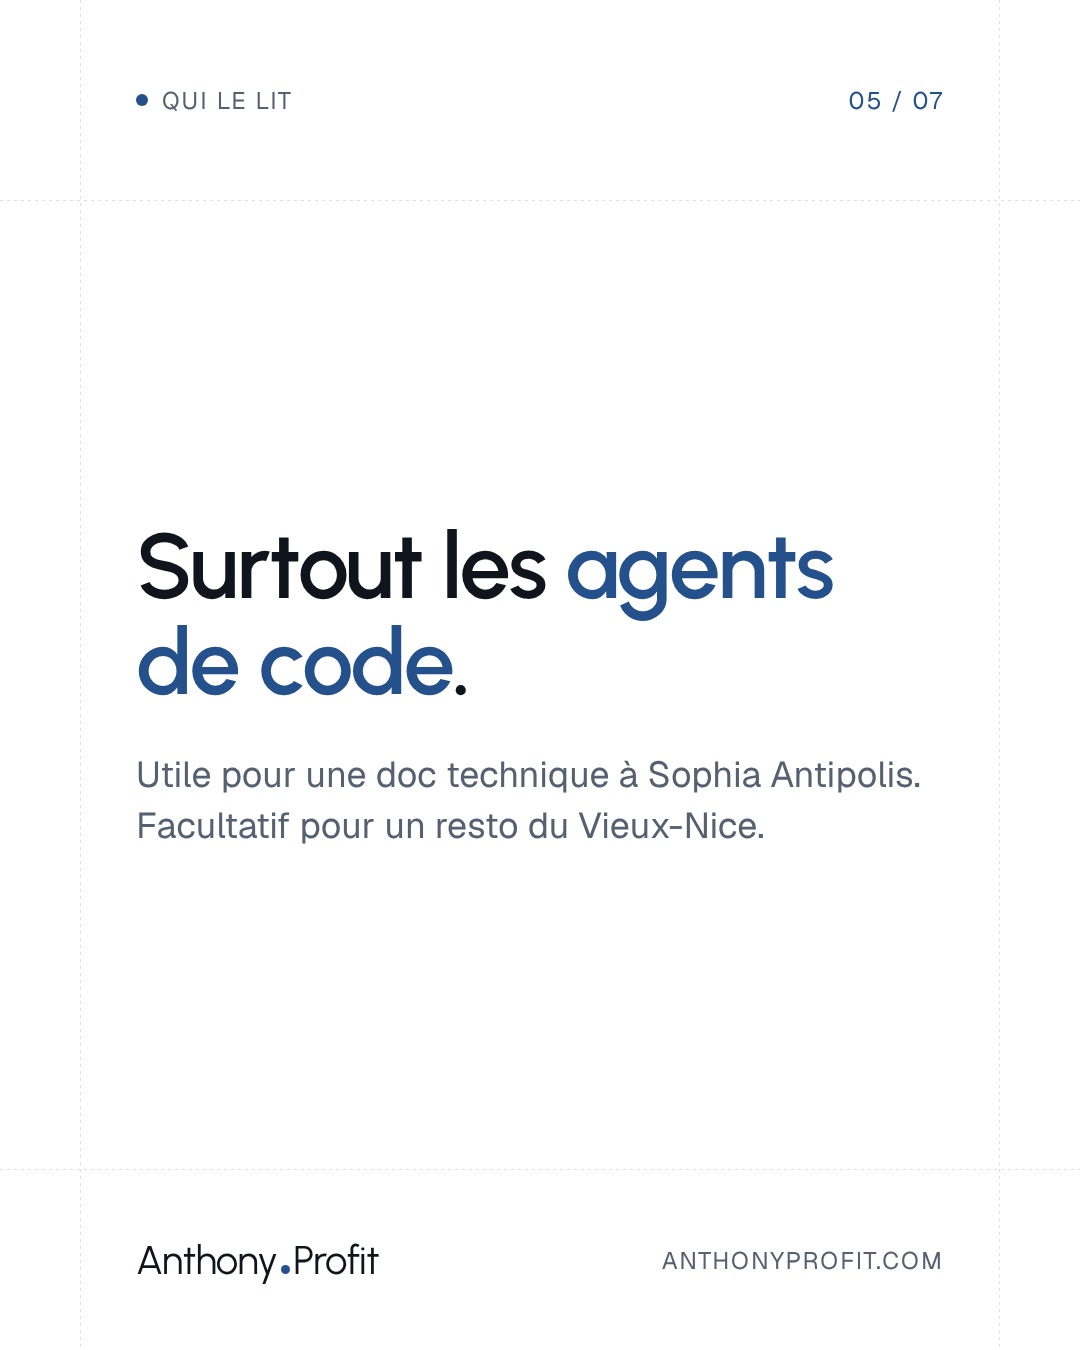 QUI LE LIT
05 / 07
Surtout les agents
de code.
Utile pour une doc technique à Sophia Antipolis.
Facultatif pour un resto du Vieux-Nice.
Anthony.Profit
ANTHONYPROFIT.COM